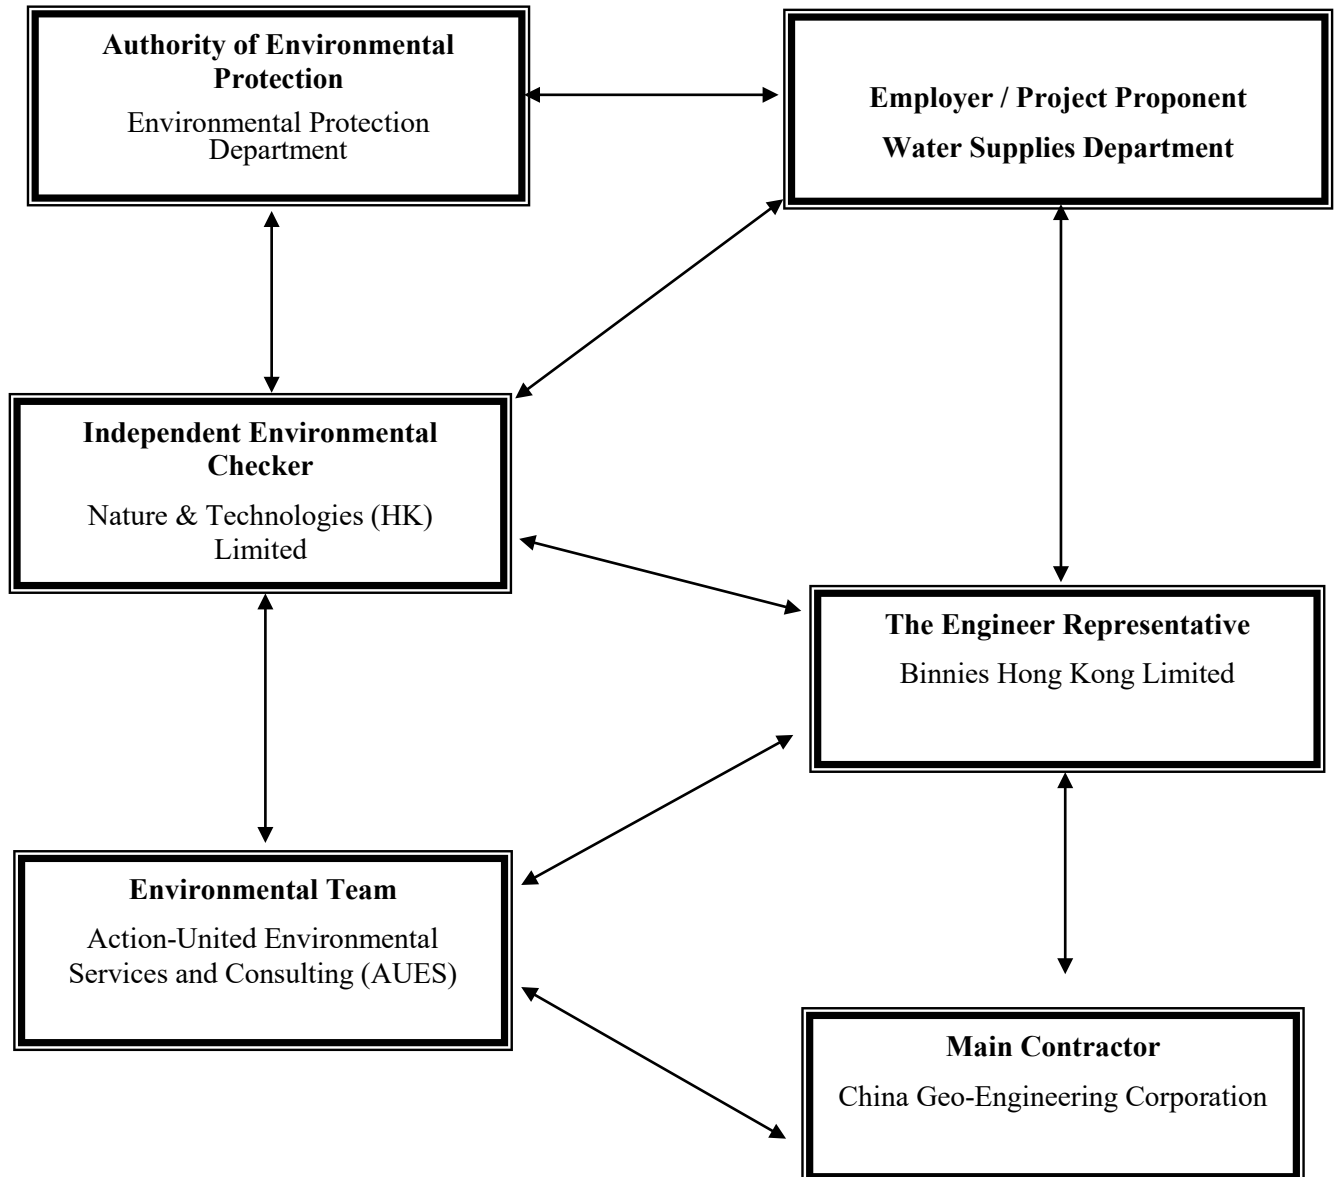 Authority of Environmental
Protection
Environmental Protection
Department
Employer / Project Proponent
Water Supplies Department
Independent Environmental
Checker
Nature & Technologies (HK)
Limited
The Engineer Representative
Binnies Hong Kong Limited
Environmental Team
Action-United Environmental
Services and Consulting (AUES)
Main Contractor
China Geo-Engineering Corporation